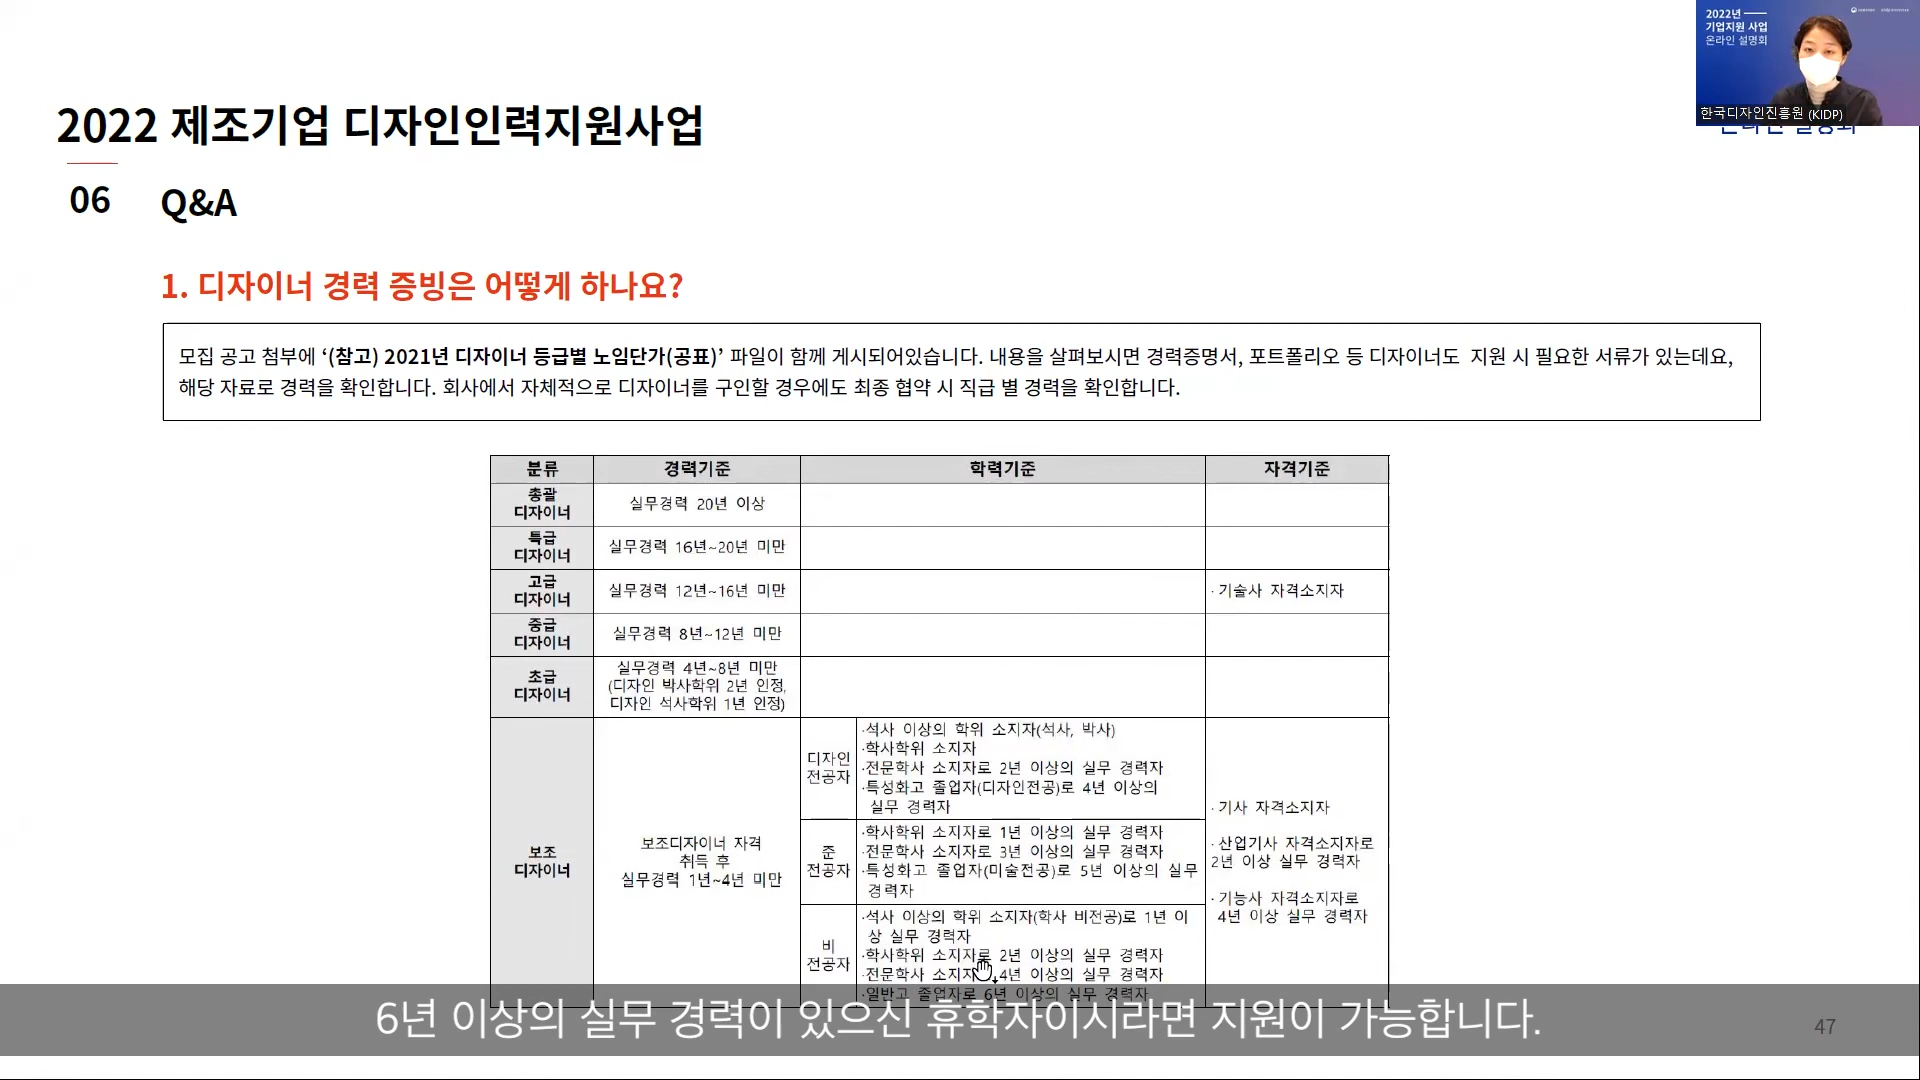 2022년
기업지원 사업
온라인 설명회
한국디자인진흥원 (KIDP)
2022 제조기업 디자인인력지원사업
06 Q&A
1. 디자이너 경력 증빙은 어떻게 하나요?
모집 공고 첨부에 ‘(참고) 2021년 디자이너 등급별 노임단가(공표)’ 파일이 함께 게시되어있습니다. 내용을 살펴보시면 경력증명서, 포트폴리오 등 디자이너도 지원 시 필요한 서류가 있는데요,
해당 자료로 경력을 확인합니다. 회사에서 자체적으로 디자이너를 구인할 경우에도 최종 협약 시 직급 별 경력을 확인합니다.
분류 경력기준 학력기준 자격기준
총괄
디자이너
실무경력 20년 이상
특급
디자이너
실무경력 16년~20년 미만
고급
디자이너
실무경력 12년~16년 미만
· 기술사 자격소지자
중급
디자이너
실무경력 8년~12년 미만
초급
디자이너
실무경력 4년~8년 미만
(디자인 박사학위 2년 인정,
디자인 석사학위 1년 인정)
보조
디자이너
보조디자이너 자격
취득 후
실무경력 1년~4년 미만
디자인
전공자
·석사 이상의 학위 소지자(석사, 박사)
·학사학위 소지자
·전문학사 소지자로 2년 이상의 실무 경력자
·특성화고 졸업자(디자인전공)로 4년 이상의
실무 경력자
준
전공자
·학사학위 소지자로 1년 이상의 실무 경력자
·전문학사 소지자로 3년 이상의 실무 경력자
·특성화고 졸업자(미술전공)로 5년 이상의 실무
경력자
비
전공자
·석사 이상의 학위 소지자(학사 비전공)로 1년 이
상 실무 경력자
·학사학위 소지자로 2년 이상의 실무 경력자
·전문학사 소지자 4년 이상의 실무 경력자
·일반고 졸업자로 6년 이상의 실무 경력자
· 기사 자격소지자
· 산업기사 자격소지자로
2년 이상 실무 경력자
· 기능사 자격소지자로
4년 이상 실무 경력자
6년 이상의 실무 경력이 있으신 휴학자이시라면 지원이 가능합니다.
47